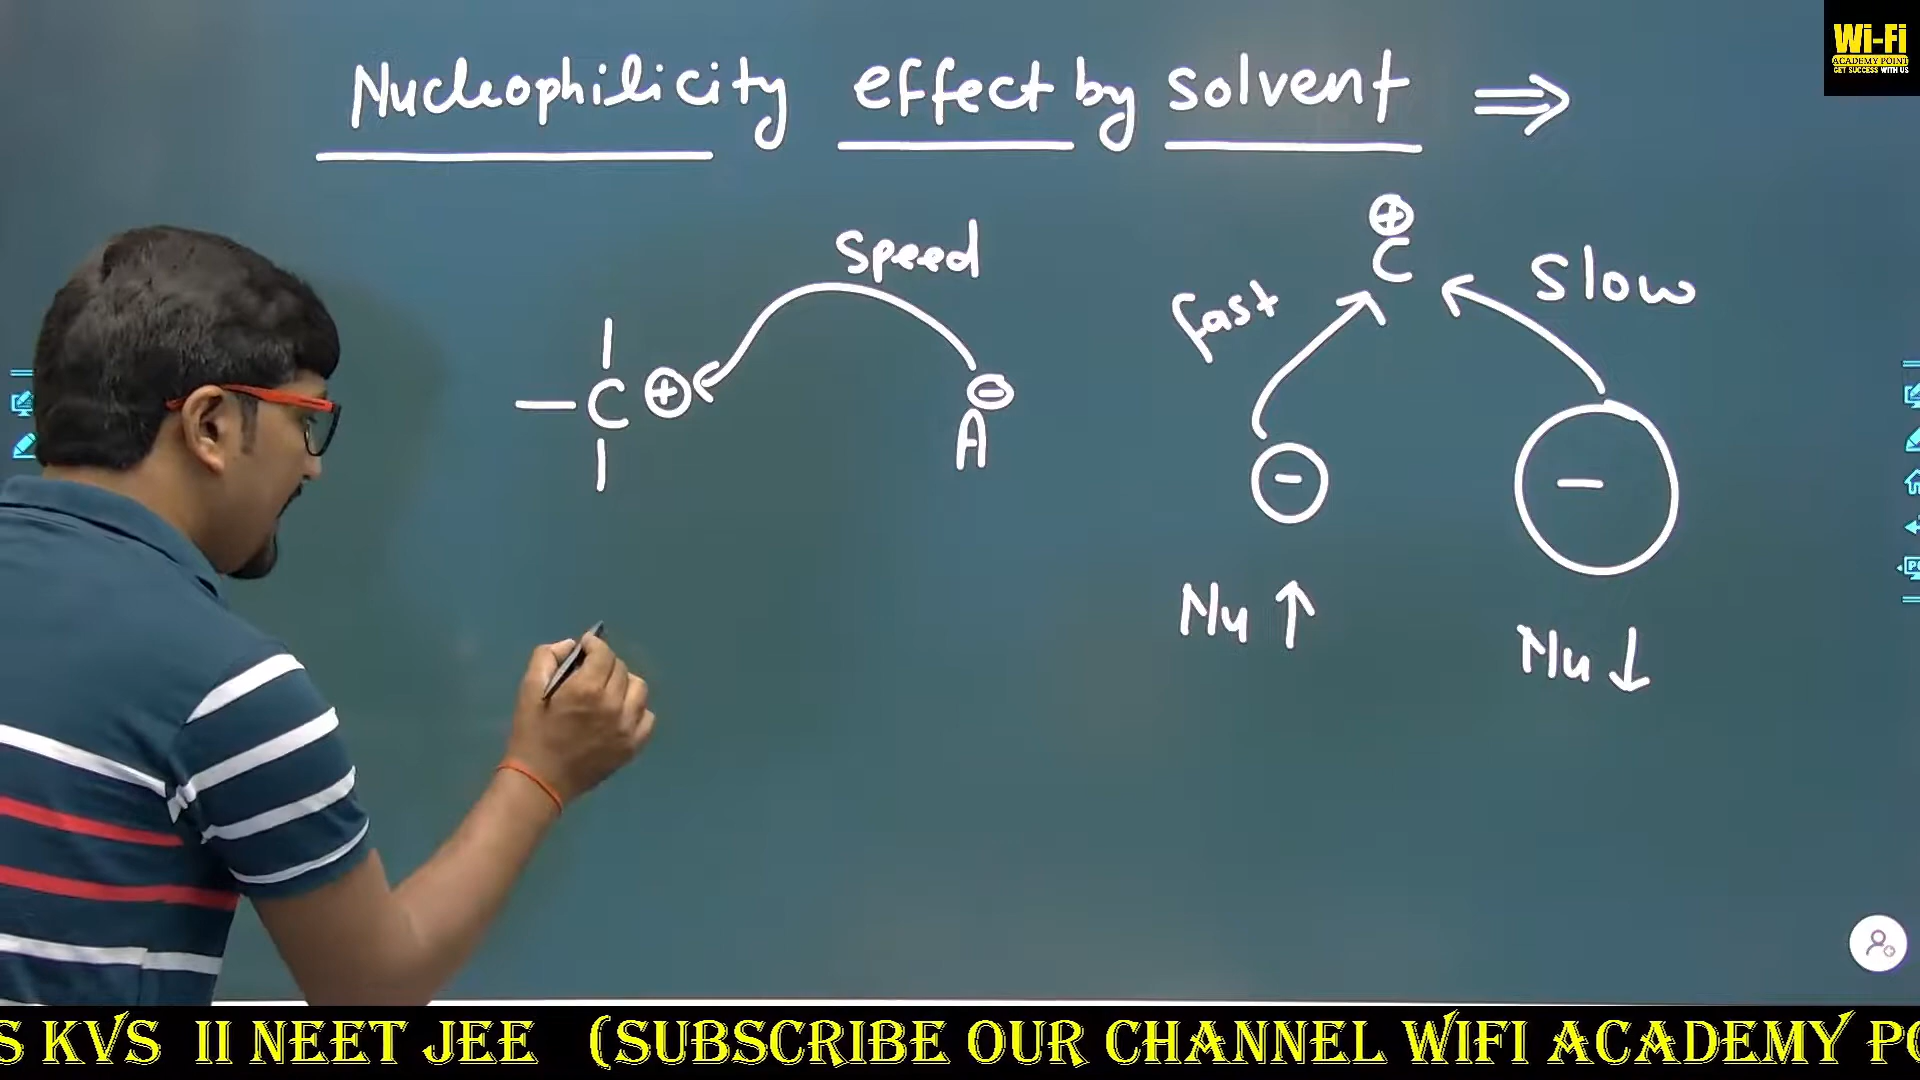 Wi-Fi
ACADEMY POINT
GET SUCCESS WITH US
Nucleophilicity effect by solvent ⇒
⊕
C
speed
fast
slow
— C ⊕
⊖
A
−
−
Nu ↑
Nu ↓
S KVS II NEET JEE (SUBSCRIBE OUR CHANNEL WIFI ACADEMY PO